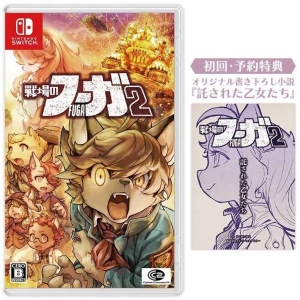 NINTENDO
SWITCH
戦場の
フーガ2
FUGA
CERO
B
初回・予約特典
オリジナル書き下ろし小説
『託された乙女たち』
戦場の
フーガ2
FUGA
託された乙女たち